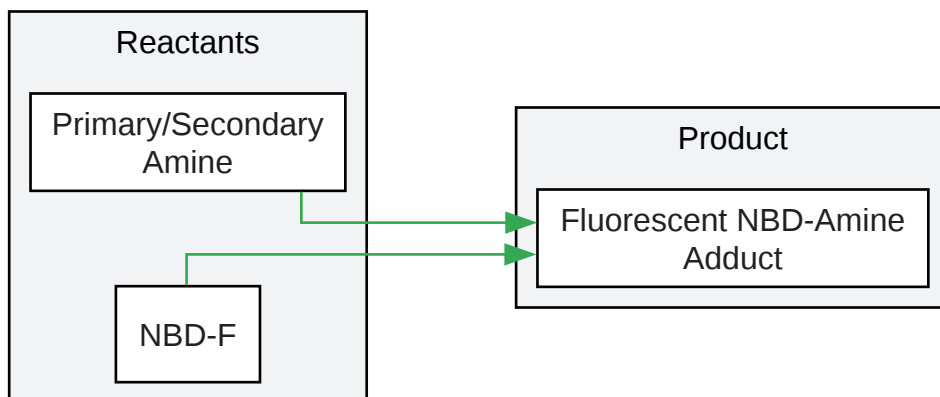 Reactants
Primary/Secondary
Amine
NBD-F
Product
Fluorescent NBD-Amine
Adduct